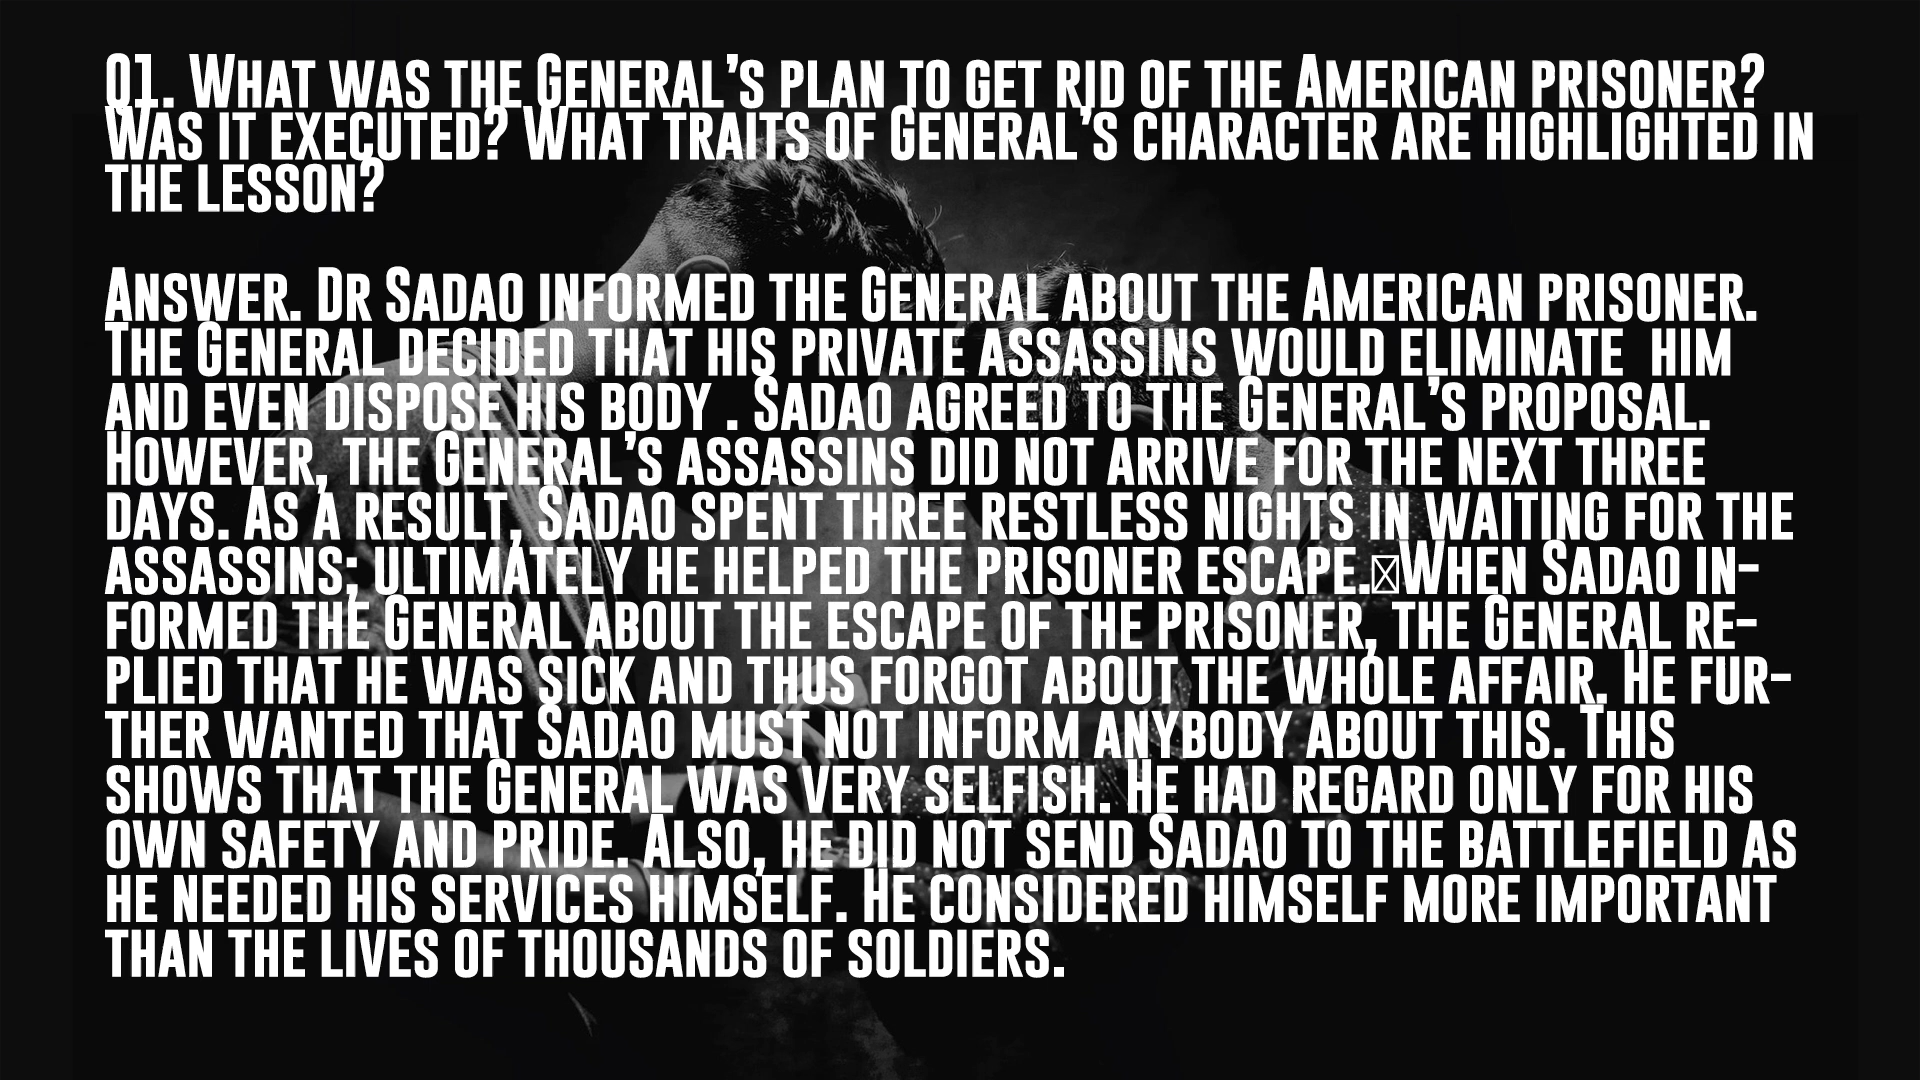 Q1. What was the General's plan to get rid of the American prisoner?
Was it executed? What traits of General's character are highlighted in
the lesson?
Answer. Dr Sadao informed the General about the American prisoner.
The General decided that his private assassins would eliminate  him
and even dispose his body . Sadao agreed to the General's proposal.
However, the General's assassins did not arrive for the next three
days. As a result, Sadao spent three restless nights in waiting for the
assassins; ultimately he helped the prisoner escape. When Sadao in-
formed the General about the escape of the prisoner, the General re-
plied that he was sick and thus forgot about the whole affair. He fur-
ther wanted that Sadao must not inform anybody about this. This
shows that the General was very selfish. He had regard only for his
own safety and pride. Also, he did not send Sadao to the battlefield as
he needed his services himself. He considered himself more important
than the lives of thousands of soldiers.